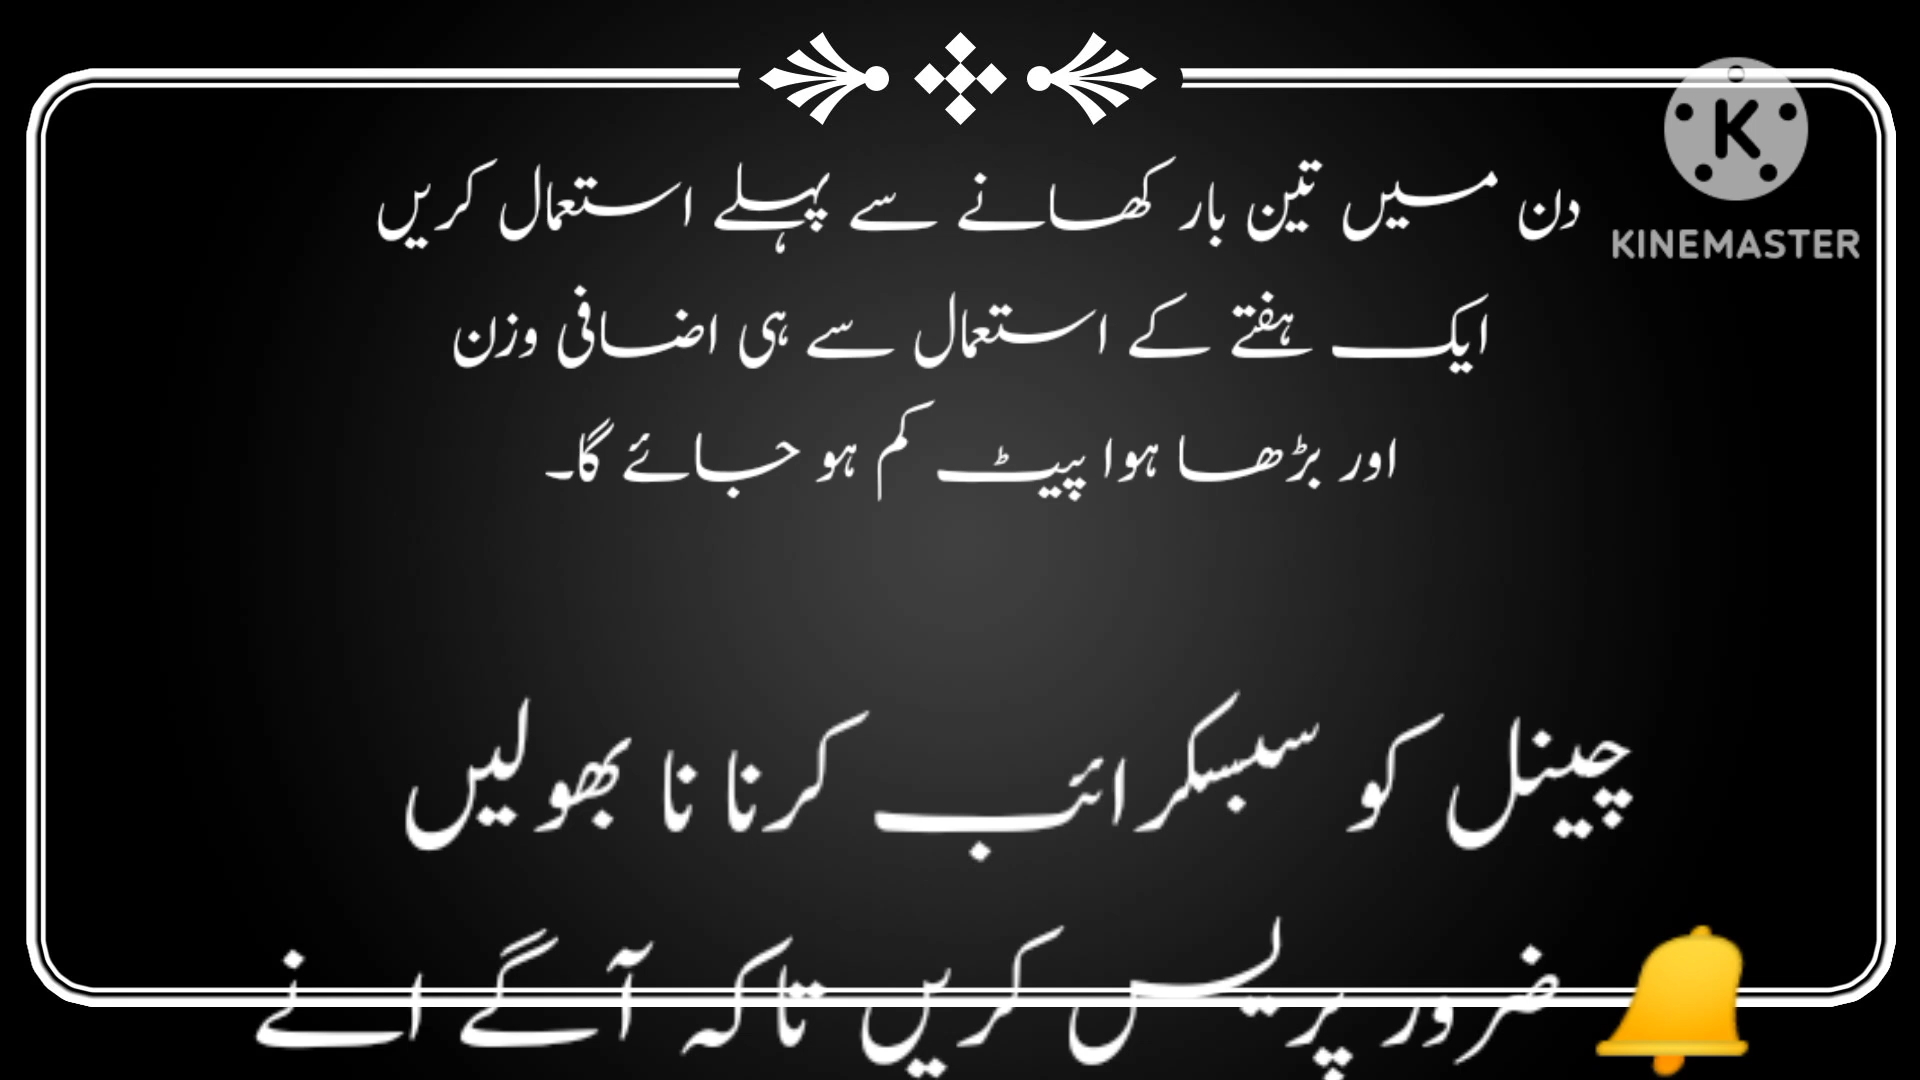 دن میں تین بار کھانے سے پہلے استعمال کریں
KINEMASTER
ایک ہفتے کے استعمال سے ہی اضافی وزن
اور بڑھا ہوا پیٹ کم ہو جائے گا۔
چینل کو سبسکرائب کرنا نا بھولیں
🔔 ضرور پریس کریں تاکہ آگے انے